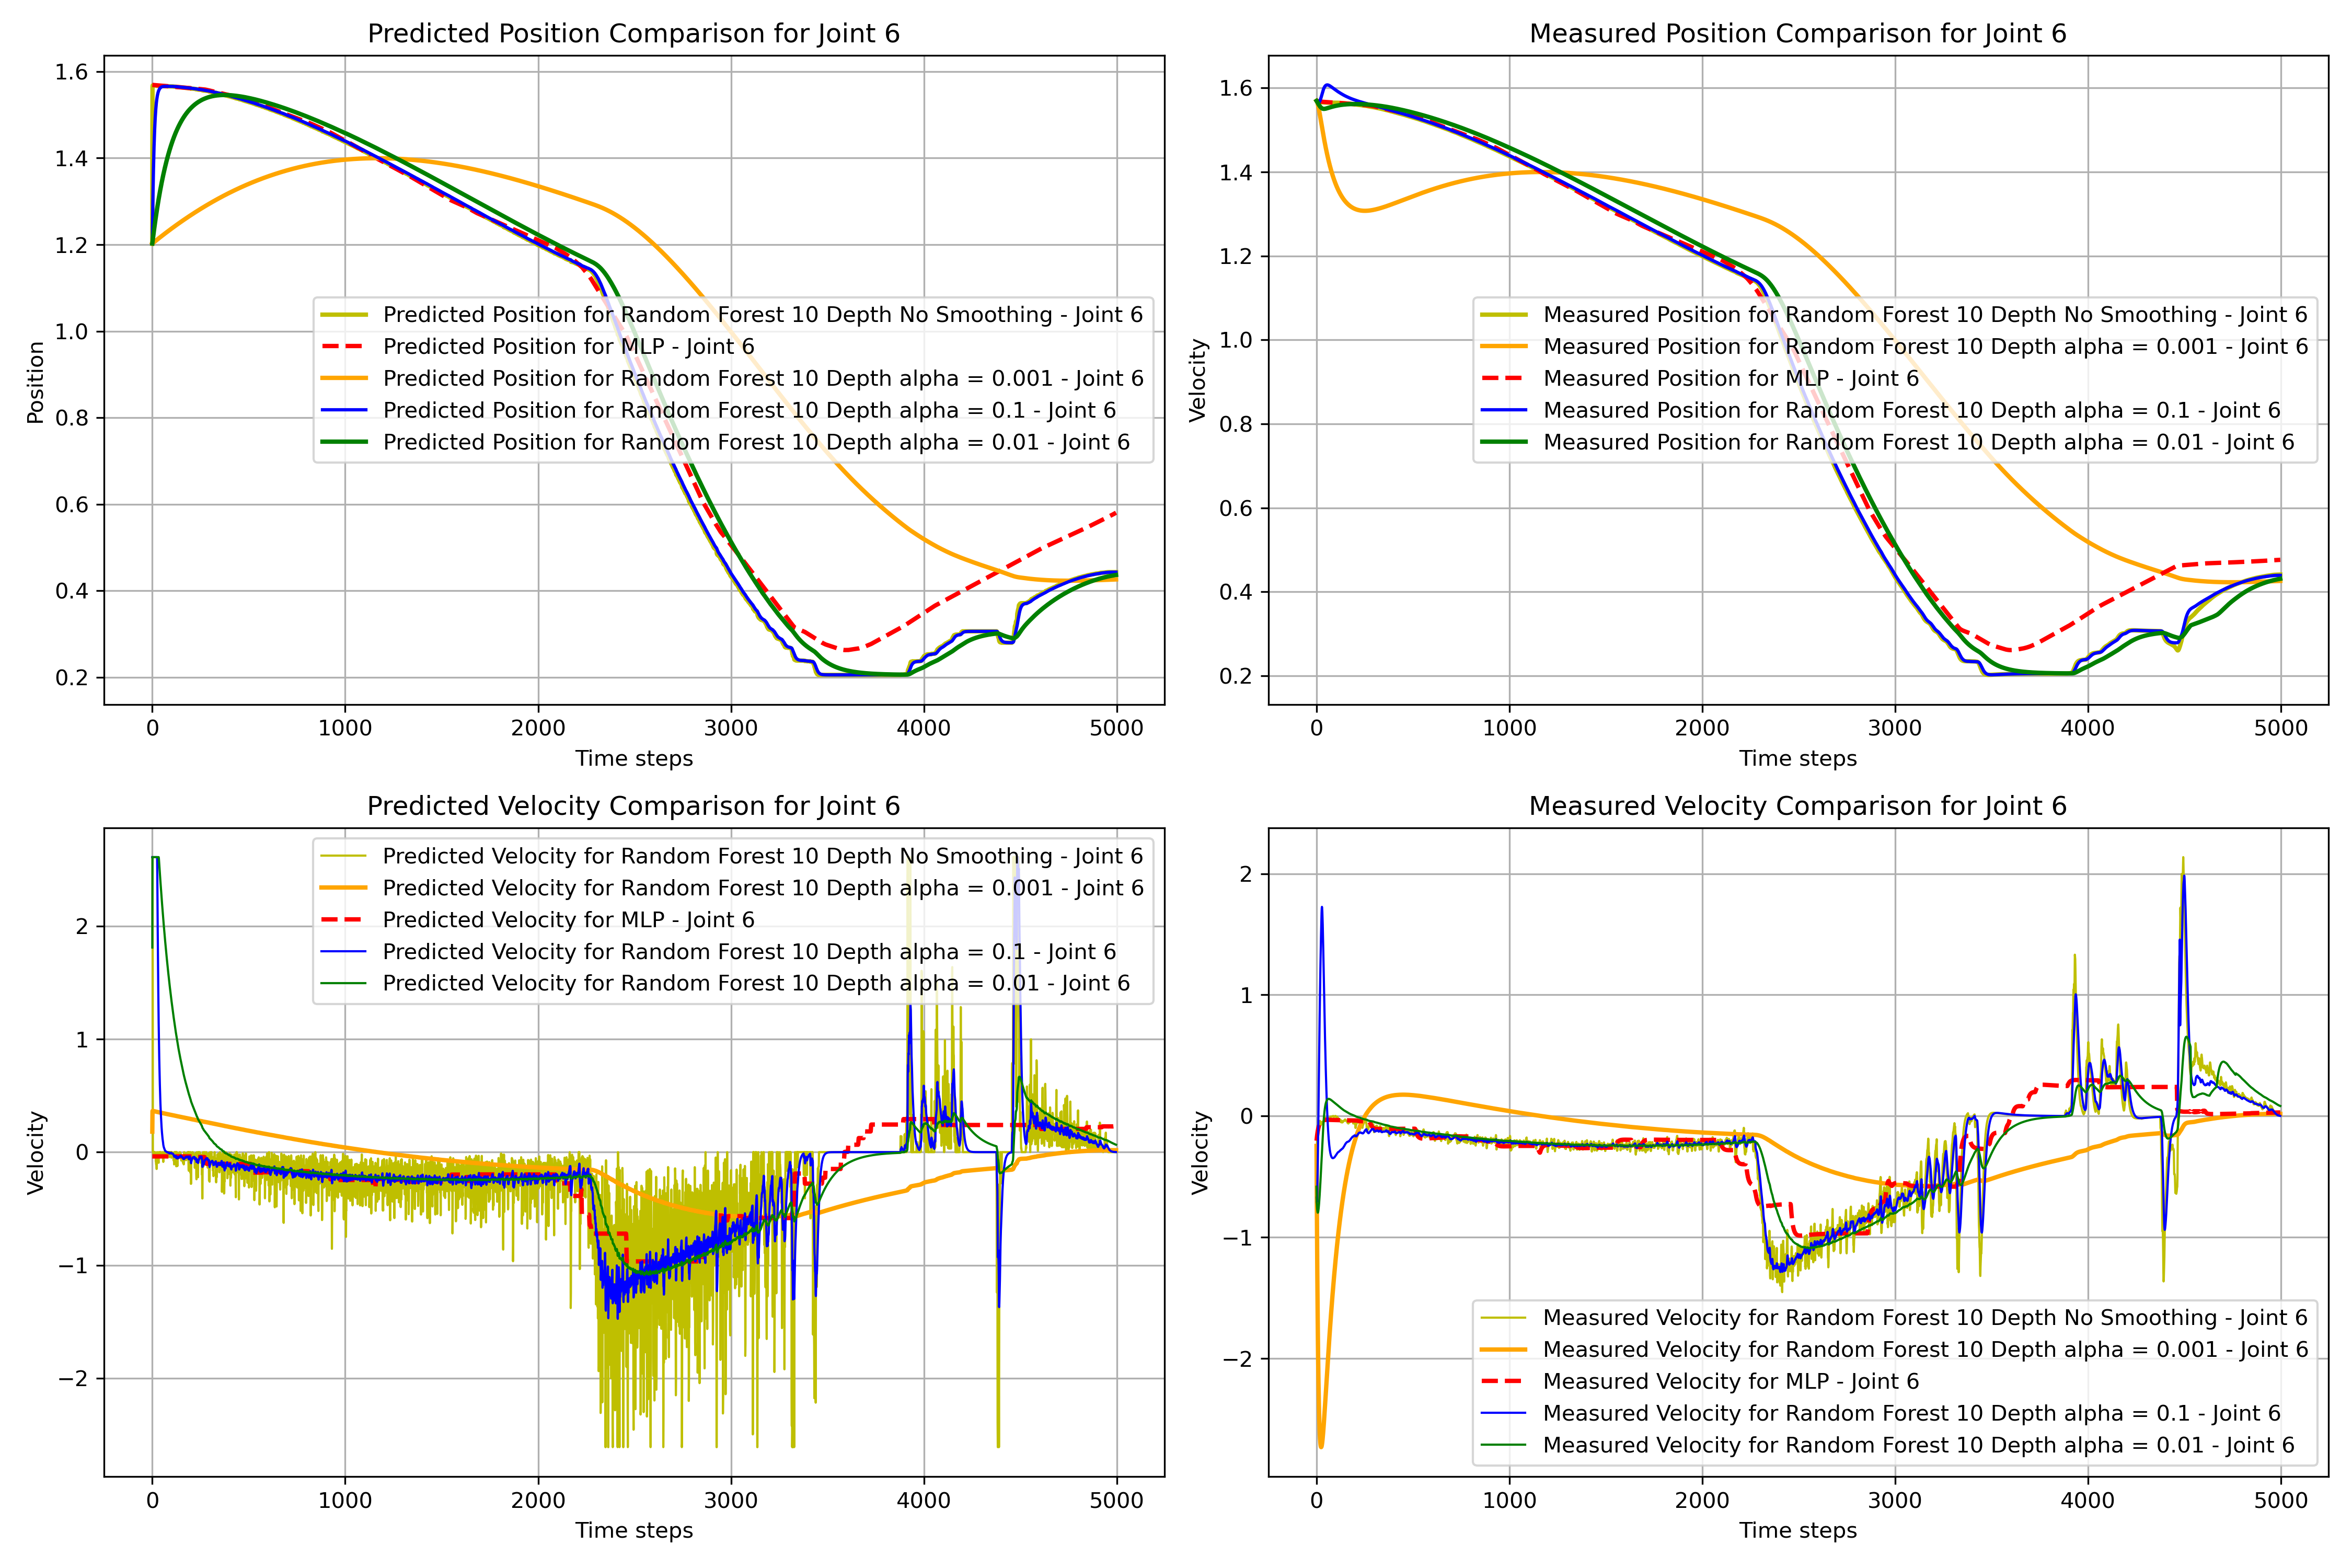 Predicted Position Comparison for Joint 6
Position
1.6
1.4
1.2
1.0
0.8
0.6
0.4
0.2
Predicted Position for Random Forest 10 Depth No Smoothing - Joint 6
Predicted Position for MLP - Joint 6
Predicted Position for Random Forest 10 Depth alpha = 0.001 - Joint 6
Predicted Position for Random Forest 10 Depth alpha = 0.1 - Joint 6
Predicted Position for Random Forest 10 Depth alpha = 0.01 - Joint 6
0 1000 2000 3000 4000 5000
Time steps
Measured Position Comparison for Joint 6
Velocity
1.6
1.4
1.2
1.0
0.8
0.6
0.4
0.2
Measured Position for Random Forest 10 Depth No Smoothing - Joint 6
Measured Position for Random Forest 10 Depth alpha = 0.001 - Joint 6
Measured Position for MLP - Joint 6
Measured Position for Random Forest 10 Depth alpha = 0.1 - Joint 6
Measured Position for Random Forest 10 Depth alpha = 0.01 - Joint 6
0 1000 2000 3000 4000 5000
Time steps
Predicted Velocity Comparison for Joint 6
Velocity
2
1
0
−1
−2
Predicted Velocity for Random Forest 10 Depth No Smoothing - Joint 6
Predicted Velocity for Random Forest 10 Depth alpha = 0.001 - Joint 6
Predicted Velocity for MLP - Joint 6
Predicted Velocity for Random Forest 10 Depth alpha = 0.1 - Joint 6
Predicted Velocity for Random Forest 10 Depth alpha = 0.01 - Joint 6
0 1000 2000 3000 4000 5000
Time steps
Measured Velocity Comparison for Joint 6
Velocity
2
1
0
−1
−2
Measured Velocity for Random Forest 10 Depth No Smoothing - Joint 6
Measured Velocity for Random Forest 10 Depth alpha = 0.001 - Joint 6
Measured Velocity for MLP - Joint 6
Measured Velocity for Random Forest 10 Depth alpha = 0.1 - Joint 6
Measured Velocity for Random Forest 10 Depth alpha = 0.01 - Joint 6
0 1000 2000 3000 4000 5000
Time steps